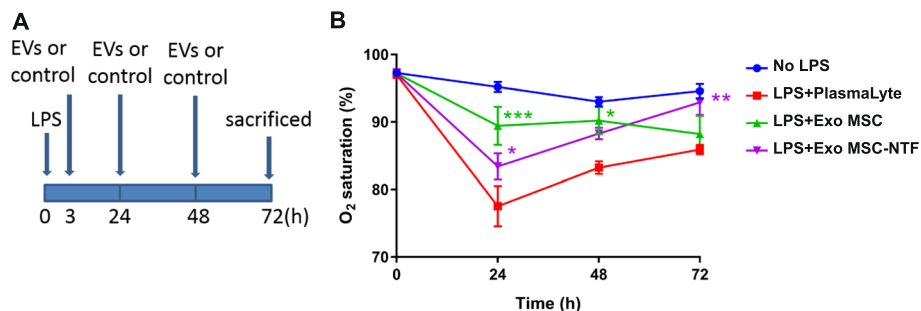 A
EVs or
control
EVs or
control
EVs or
control
LPS
sacrificed
0 3 24 48 72(h)
B
O2 saturation (%)
100
90
80
70
***
*
*
**
0 24 48 72
Time (h)
No LPS
LPS+PlasmaLyte
LPS+Exo MSC
LPS+Exo MSC-NTF